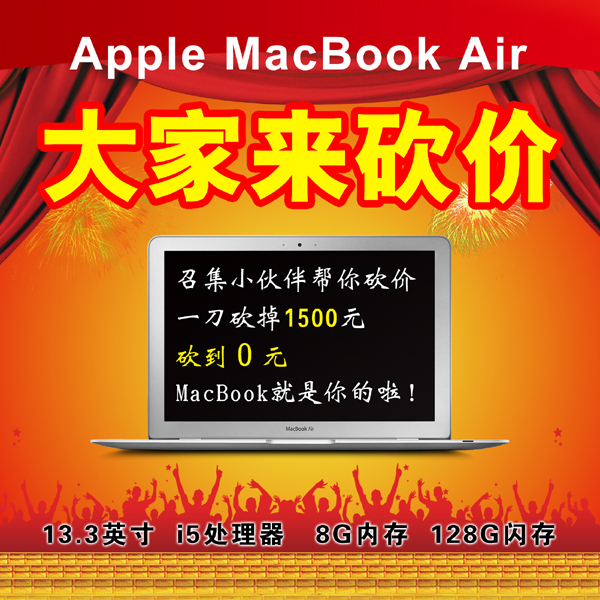 Apple MacBook Air
大家来砍价
召集小伙伴帮你砍价
一刀砍掉1500元
砍到 0 元
MacBook就是你的啦！
MacBook Air
13.3英寸 i5处理器 8G内存 128G闪存